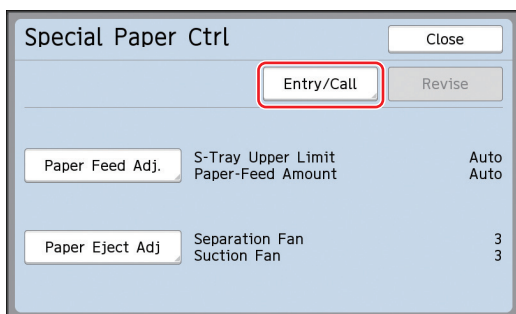 Special Paper Ctrl Close
Entry/Call Revise
Paper Feed Adj. S-Tray Upper Limit Auto
Paper-Feed Amount Auto
Paper Eject Adj Separation Fan 3
Suction Fan 3